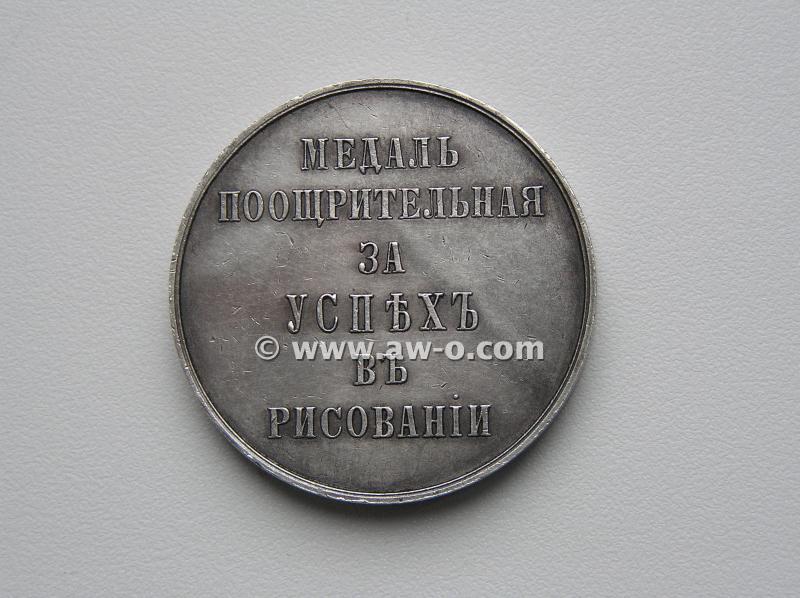 МЕДАЛЬ
ПООЩРИТЕЛЬНАЯ
ЗА
УСПѢХЪ
© www.aw-o.com
ВЪ
РИСОВАНІИ